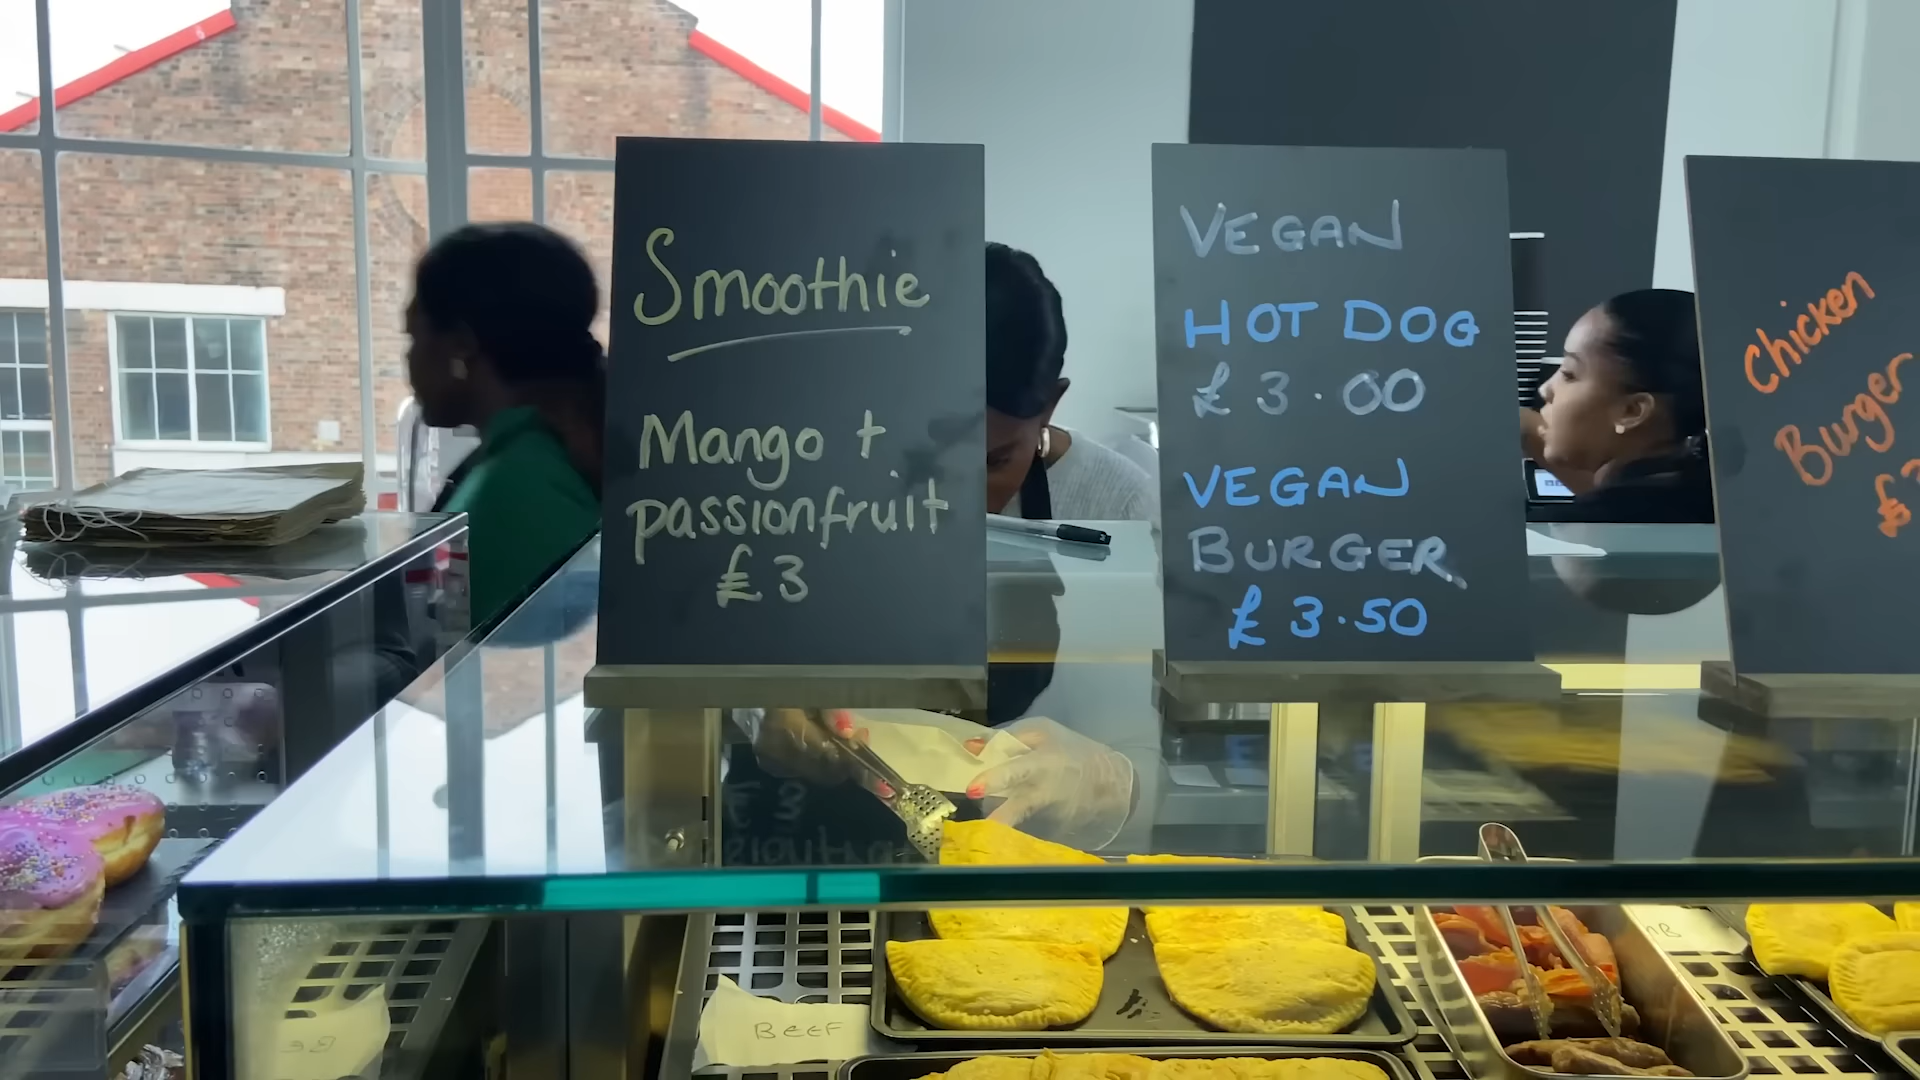 Smoothie
Mango +
passionfruit
£3
VEGAN
HOT DOG
£3.00
VEGAN
BURGER
£3.50
Chicken
Burger
£
BEEF